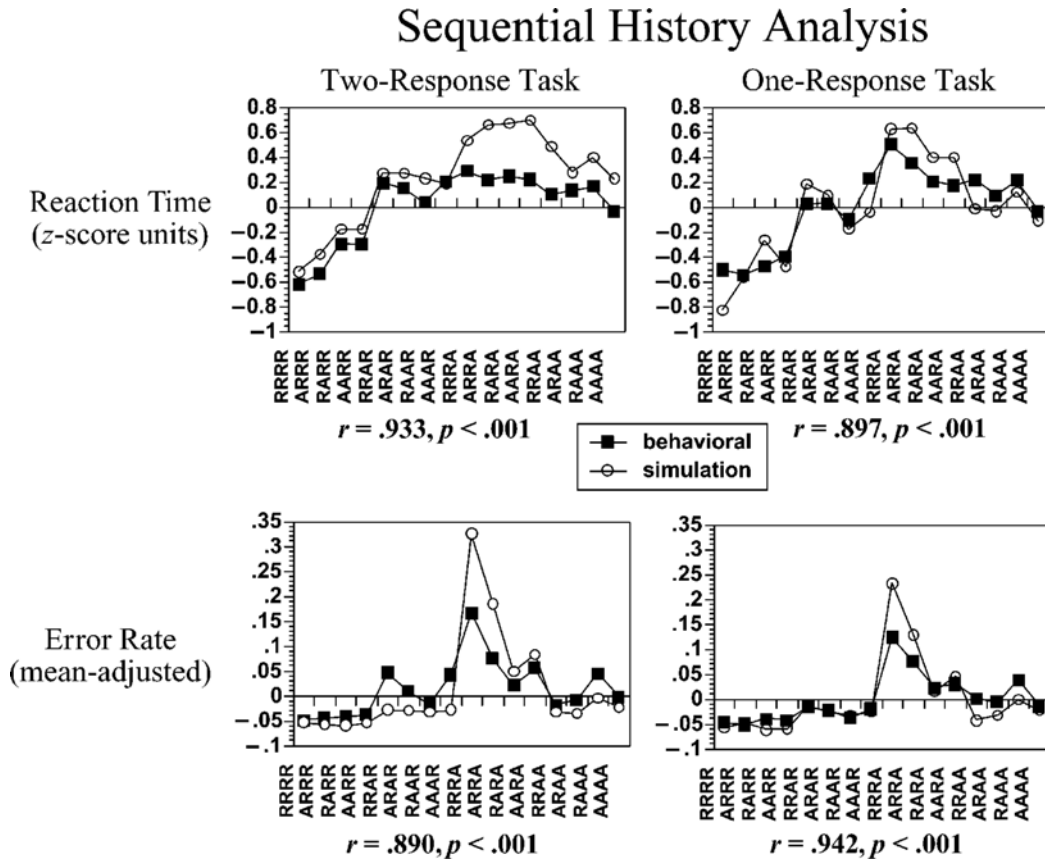 Sequential History Analysis
Two-Response Task
One-Response Task
Reaction Time
(z-score units)
0.8
0.6
0.4
0.2
0
–0.2
–0.4
–0.6
–0.8
–1
RRRR
ARRR
RARR
AARR
RRAR
ARAR
RAAR
AAAR
RRRA
ARRA
RARA
AARA
RRAA
ARAA
RAAA
AAAA
r = .933, p < .001
0.8
0.6
0.4
0.2
0
–0.2
–0.4
–0.6
–0.8
–1
RRRR
ARRR
RARR
AARR
RRAR
ARAR
RAAR
AAAR
RRRA
ARRA
RARA
AARA
RRAA
ARAA
RAAA
AAAA
r = .897, p < .001
behavioral
simulation
Error Rate
(mean-adjusted)
.35
.3
.25
.2
.15
.1
.05
0
–.05
–.1
RRRR
ARRR
RARR
AARR
RRAR
ARAR
RAAR
AAAR
RRRA
ARRA
RARA
AARA
RRAA
ARAA
RAAA
AAAA
r = .890, p < .001
.35
.3
.25
.2
.15
.1
.05
0
–.05
–.1
RRRR
ARRR
RARR
AARR
RRAR
ARAR
RAAR
AAAR
RRRA
ARRA
RARA
AARA
RRAA
ARAA
RAAA
AAAA
r = .942, p < .001